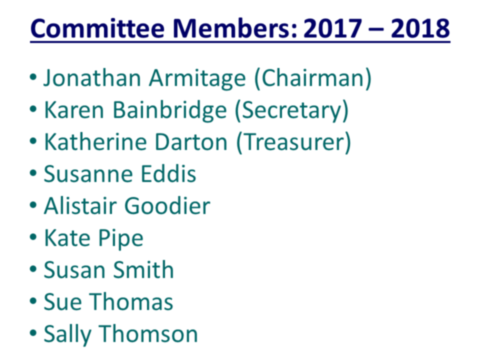 Committee Members: 2017 – 2018
• Jonathan Armitage (Chairman)
• Karen Bainbridge (Secretary)
• Katherine Darton (Treasurer)
• Susanne Eddis
• Alistair Goodier
• Kate Pipe
• Susan Smith
• Sue Thomas
• Sally Thomson